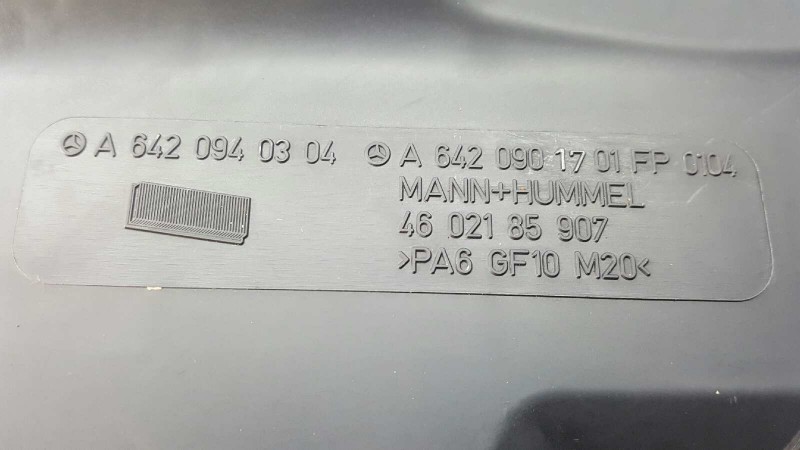 A 642 094 03 04 A 642 090 17 01 FP 0104
MANN+HUMMEL
46 021 85 907
>PA6 GF10 M20<